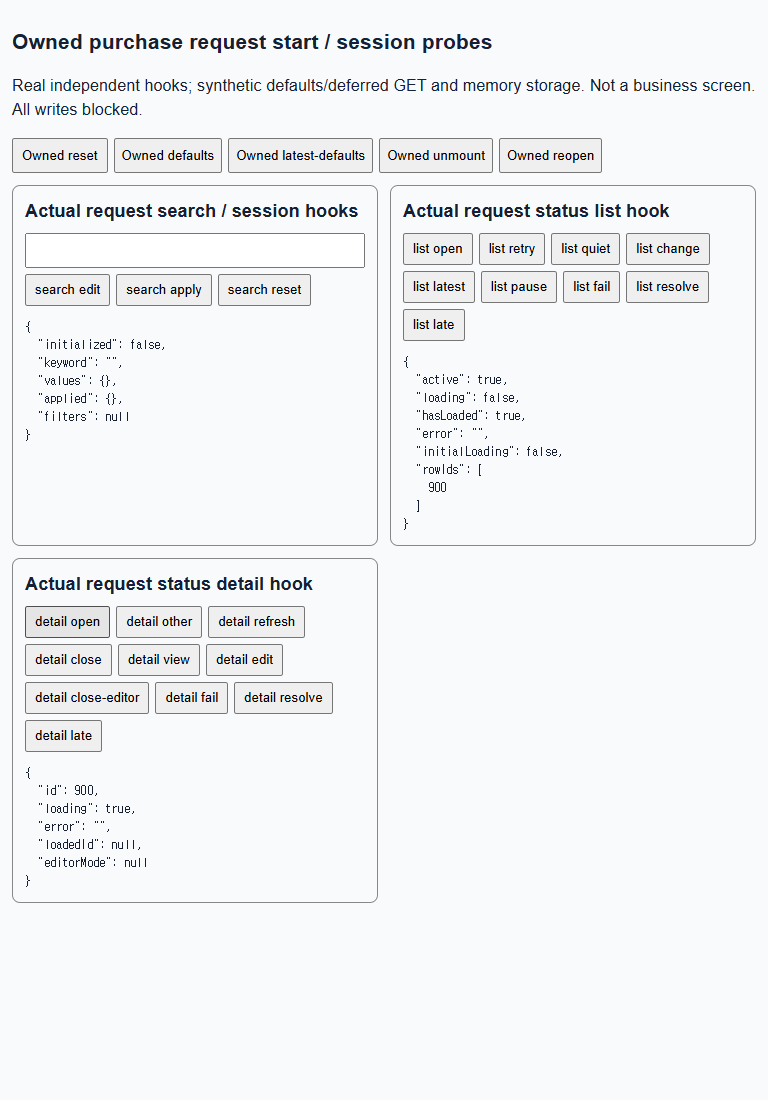 Owned purchase request start / session probes
Real independent hooks; synthetic defaults/deferred GET and memory storage. Not a business screen.
All writes blocked.
Owned reset Owned defaults Owned latest-defaults Owned unmount Owned reopen
Actual request search / session hooks
search edit search apply search reset
{
  "initialized": false,
  "keyword": "",
  "values": {},
  "applied": {},
  "filters": null
}
Actual request status list hook
list open list retry list quiet list change
list latest list pause list fail list resolve
list late
{
  "active": true,
  "loading": false,
  "hasLoaded": true,
  "error": "",
  "initialLoading": false,
  "rowIds": [
    900
  ]
}
Actual request status detail hook
detail open detail other detail refresh
detail close detail view detail edit
detail close-editor detail fail detail resolve
detail late
{
  "id": 900,
  "loading": true,
  "error": "",
  "loadedId": null,
  "editorMode": null
}